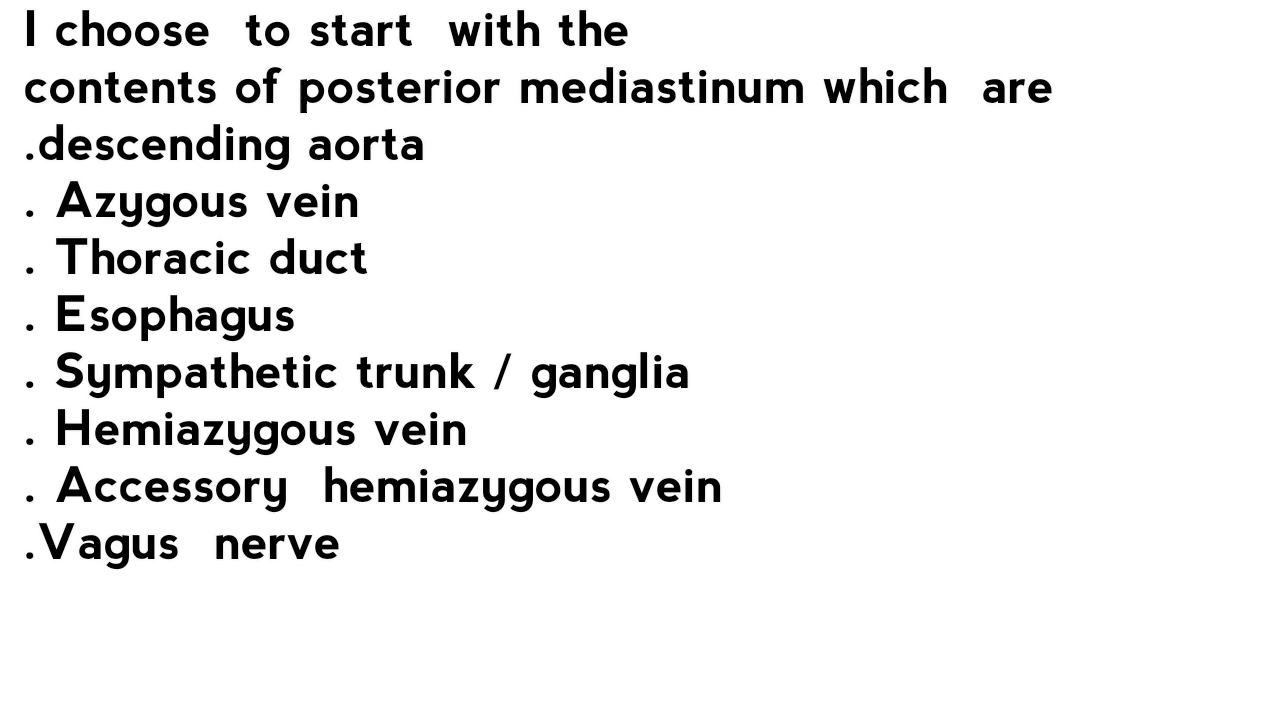 I choose  to start  with the
contents of posterior mediastinum which  are
.descending aorta
. Azygous vein
. Thoracic duct
. Esophagus
. Sympathetic trunk / ganglia
. Hemiazygous vein
. Accessory  hemiazygous vein
.Vagus  nerve